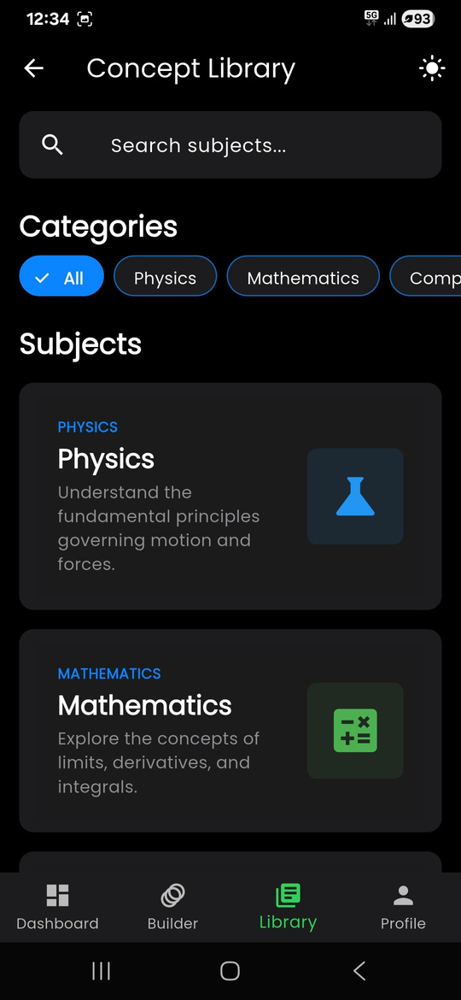 12:34
5G
93
Concept Library
Search subjects...
Categories
All
Physics
Mathematics
Comp
Subjects
PHYSICS
Physics
Understand the
fundamental principles
governing motion and
forces.
MATHEMATICS
Mathematics
Explore the concepts of
limits, derivatives, and
integrals.
Dashboard
Builder
Library
Profile